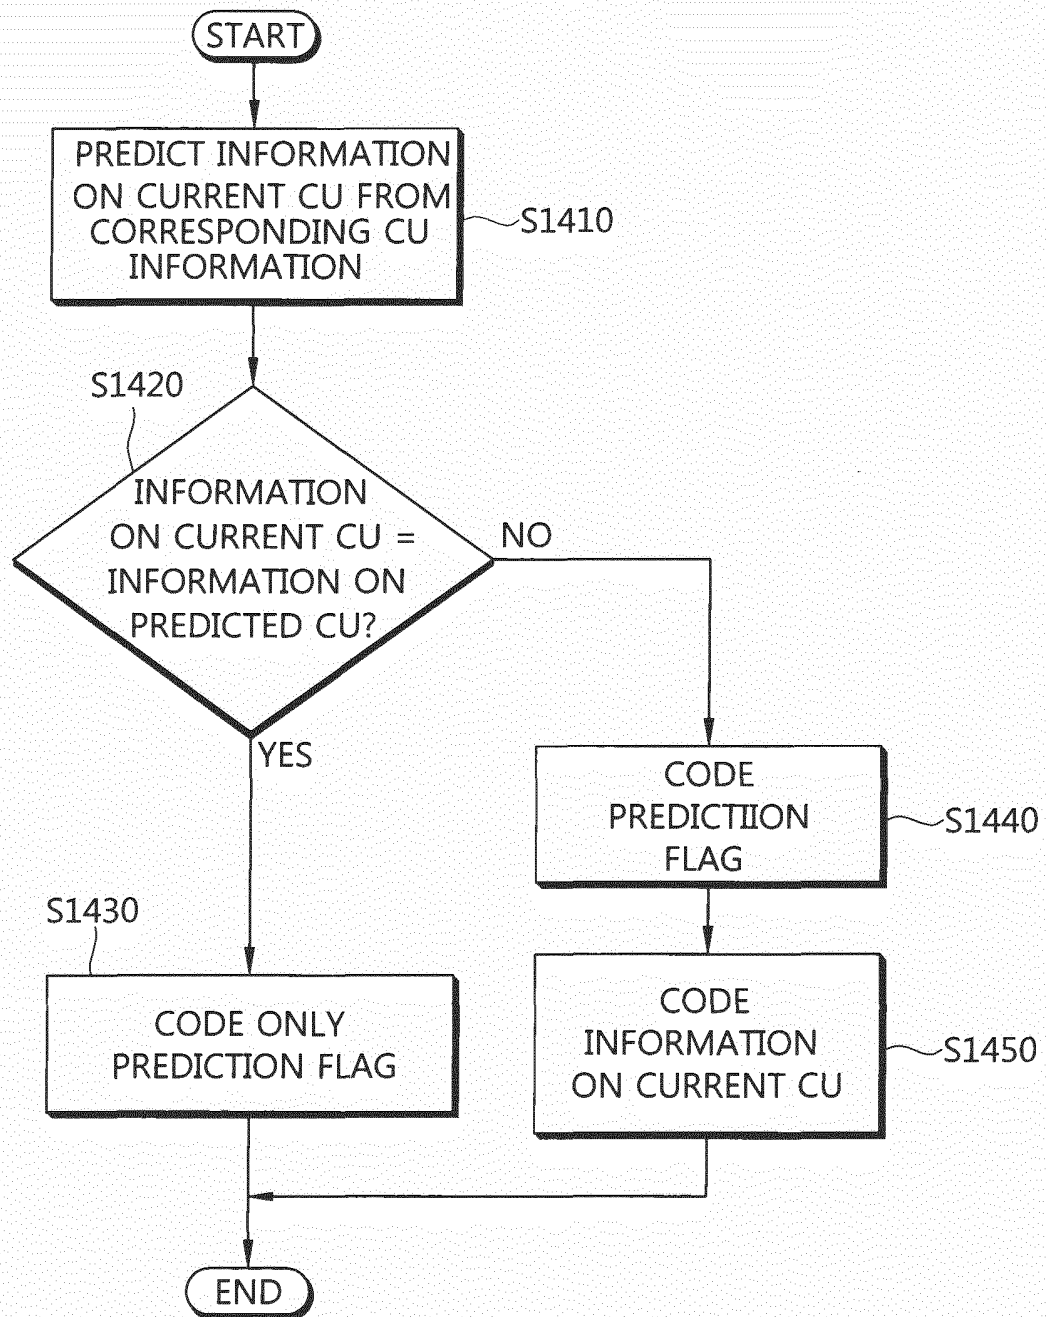 START
PREDICT INFORMATION
ON CURRENT CU FROM
CORRESPONDING CU
INFORMATION
S1410
S1420
INFORMATION
ON CURRENT CU =
INFORMATION ON
PREDICTED CU?
NO
YES
CODE
PREDICTIION
FLAG
S1440
S1430
CODE ONLY
PREDICTION FLAG
CODE
INFORMATION
ON CURRENT CU
S1450
END